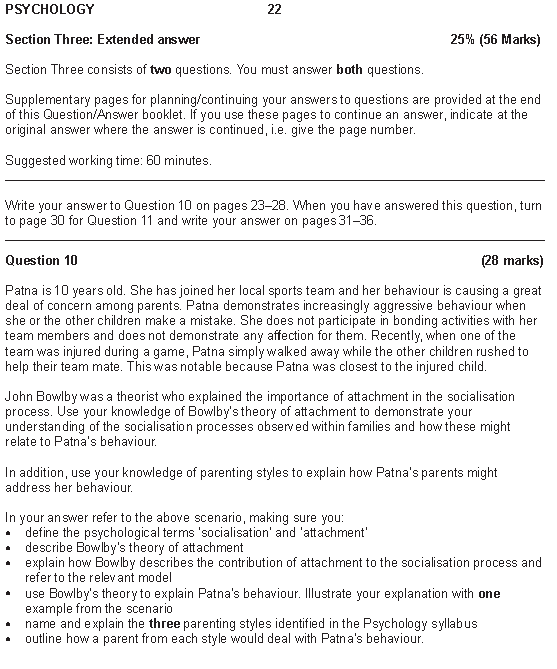 PSYCHOLOGY 22
Section Three: Extended answer 25% (56 Marks)
Section Three consists of two questions. You must answer both questions.
Supplementary pages for planning/continuing your answers to questions are provided at the end
of this Question/Answer booklet. If you use these pages to continue an answer, indicate at the
original answer where the answer is continued, i.e. give the page number.
Suggested working time: 60 minutes.
Write your answer to Question 10 on pages 23–28. When you have answered this question, turn
to page 30 for Question 11 and write your answer on pages 31–36.
Question 10 (28 marks)
Patna is 10 years old. She has joined her local sports team and her behaviour is causing a great
deal of concern among parents. Patna demonstrates increasingly aggressive behaviour when
she or the other children make a mistake. She does not participate in bonding activities with her
team members and does not demonstrate any affection for them. Recently, when one of the
team was injured during a game, Patna simply walked away while the other children rushed to
help their team mate. This was notable because Patna was closest to the injured child.
John Bowlby was a theorist who explained the importance of attachment in the socialisation
process. Use your knowledge of Bowlby's theory of attachment to demonstrate your
understanding of the socialisation processes observed within families and how these might
relate to Patna's behaviour.
In addition, use your knowledge of parenting styles to explain how Patna's parents might
address her behaviour.
In your answer refer to the above scenario, making sure you:
• define the psychological terms 'socialisation' and 'attachment'
• describe Bowlby's theory of attachment
• explain how Bowlby describes the contribution of attachment to the socialisation process and
refer to the relevant model
• use Bowlby's theory to explain Patna's behaviour. Illustrate your explanation with one
example from the scenario
• name and explain the three parenting styles identified in the Psychology syllabus
• outline how a parent from each style would deal with Patna's behaviour.